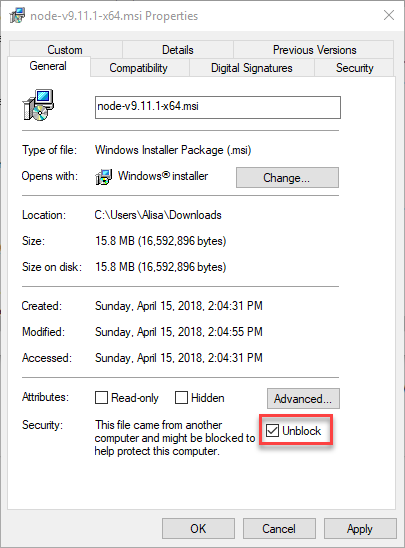 node-v9.11.1-x64.msi Properties
Custom Details Previous Versions
General Compatibility Digital Signatures Security
node-v9.11.1-x64.msi
Type of file: Windows Installer Package (.msi)
Opens with: Windows® installer Change...
Location: C:\Users\Alisa\Downloads
Size: 15.8 MB (16,592,896 bytes)
Size on disk: 15.8 MB (16,592,896 bytes)
Created: Sunday, April 15, 2018, 2:04:31 PM
Modified: Sunday, April 15, 2018, 2:04:55 PM
Accessed: Sunday, April 15, 2018, 2:04:31 PM
Attributes: Read-only Hidden Advanced...
Security: This file came from another
computer and might be blocked to
help protect this computer.
Unblock
OK Cancel Apply